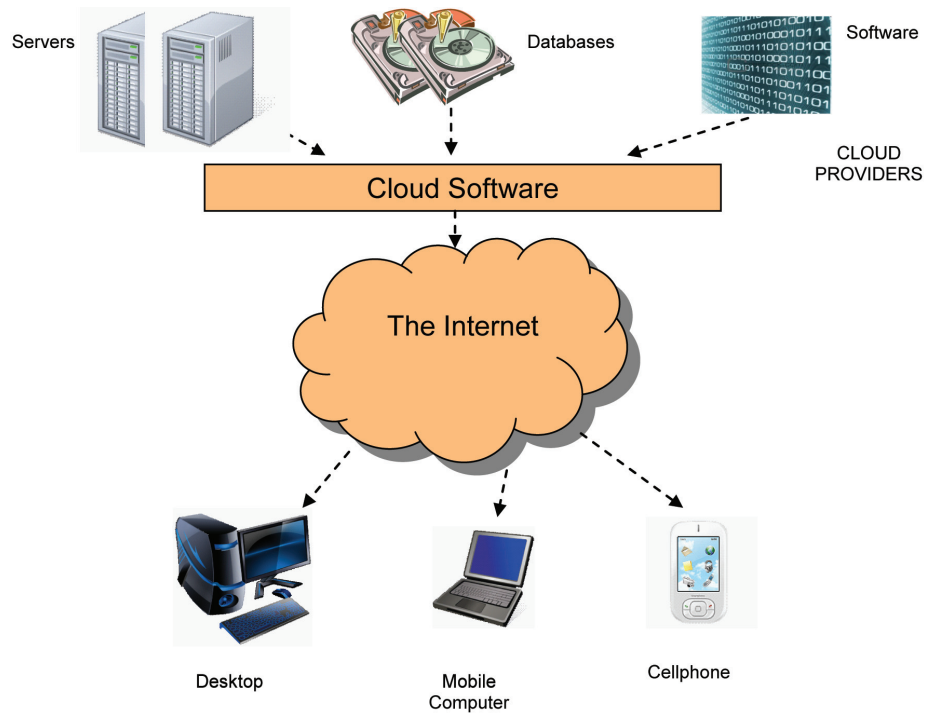 Servers
Databases
Software
CLOUD
PROVIDERS
Cloud Software
The Internet
Desktop
Mobile
Computer
Cellphone